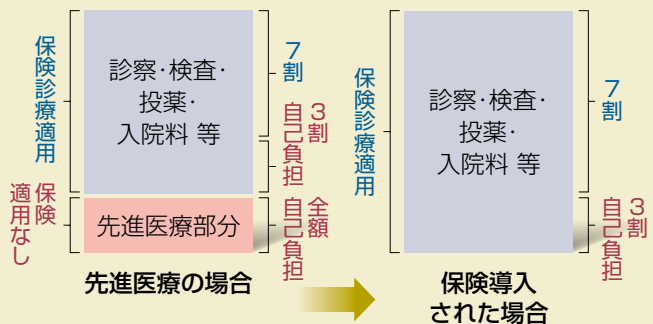 保険診療適用
診察・検査・
投薬・
入院料 等
7割
3割
自己負担
保険
適用なし
先進医療部分
全額
自己負担
先進医療の場合
保険診療適用
診察・検査・
投薬・
入院料 等
7割
3割
自己負担
保険導入
された場合